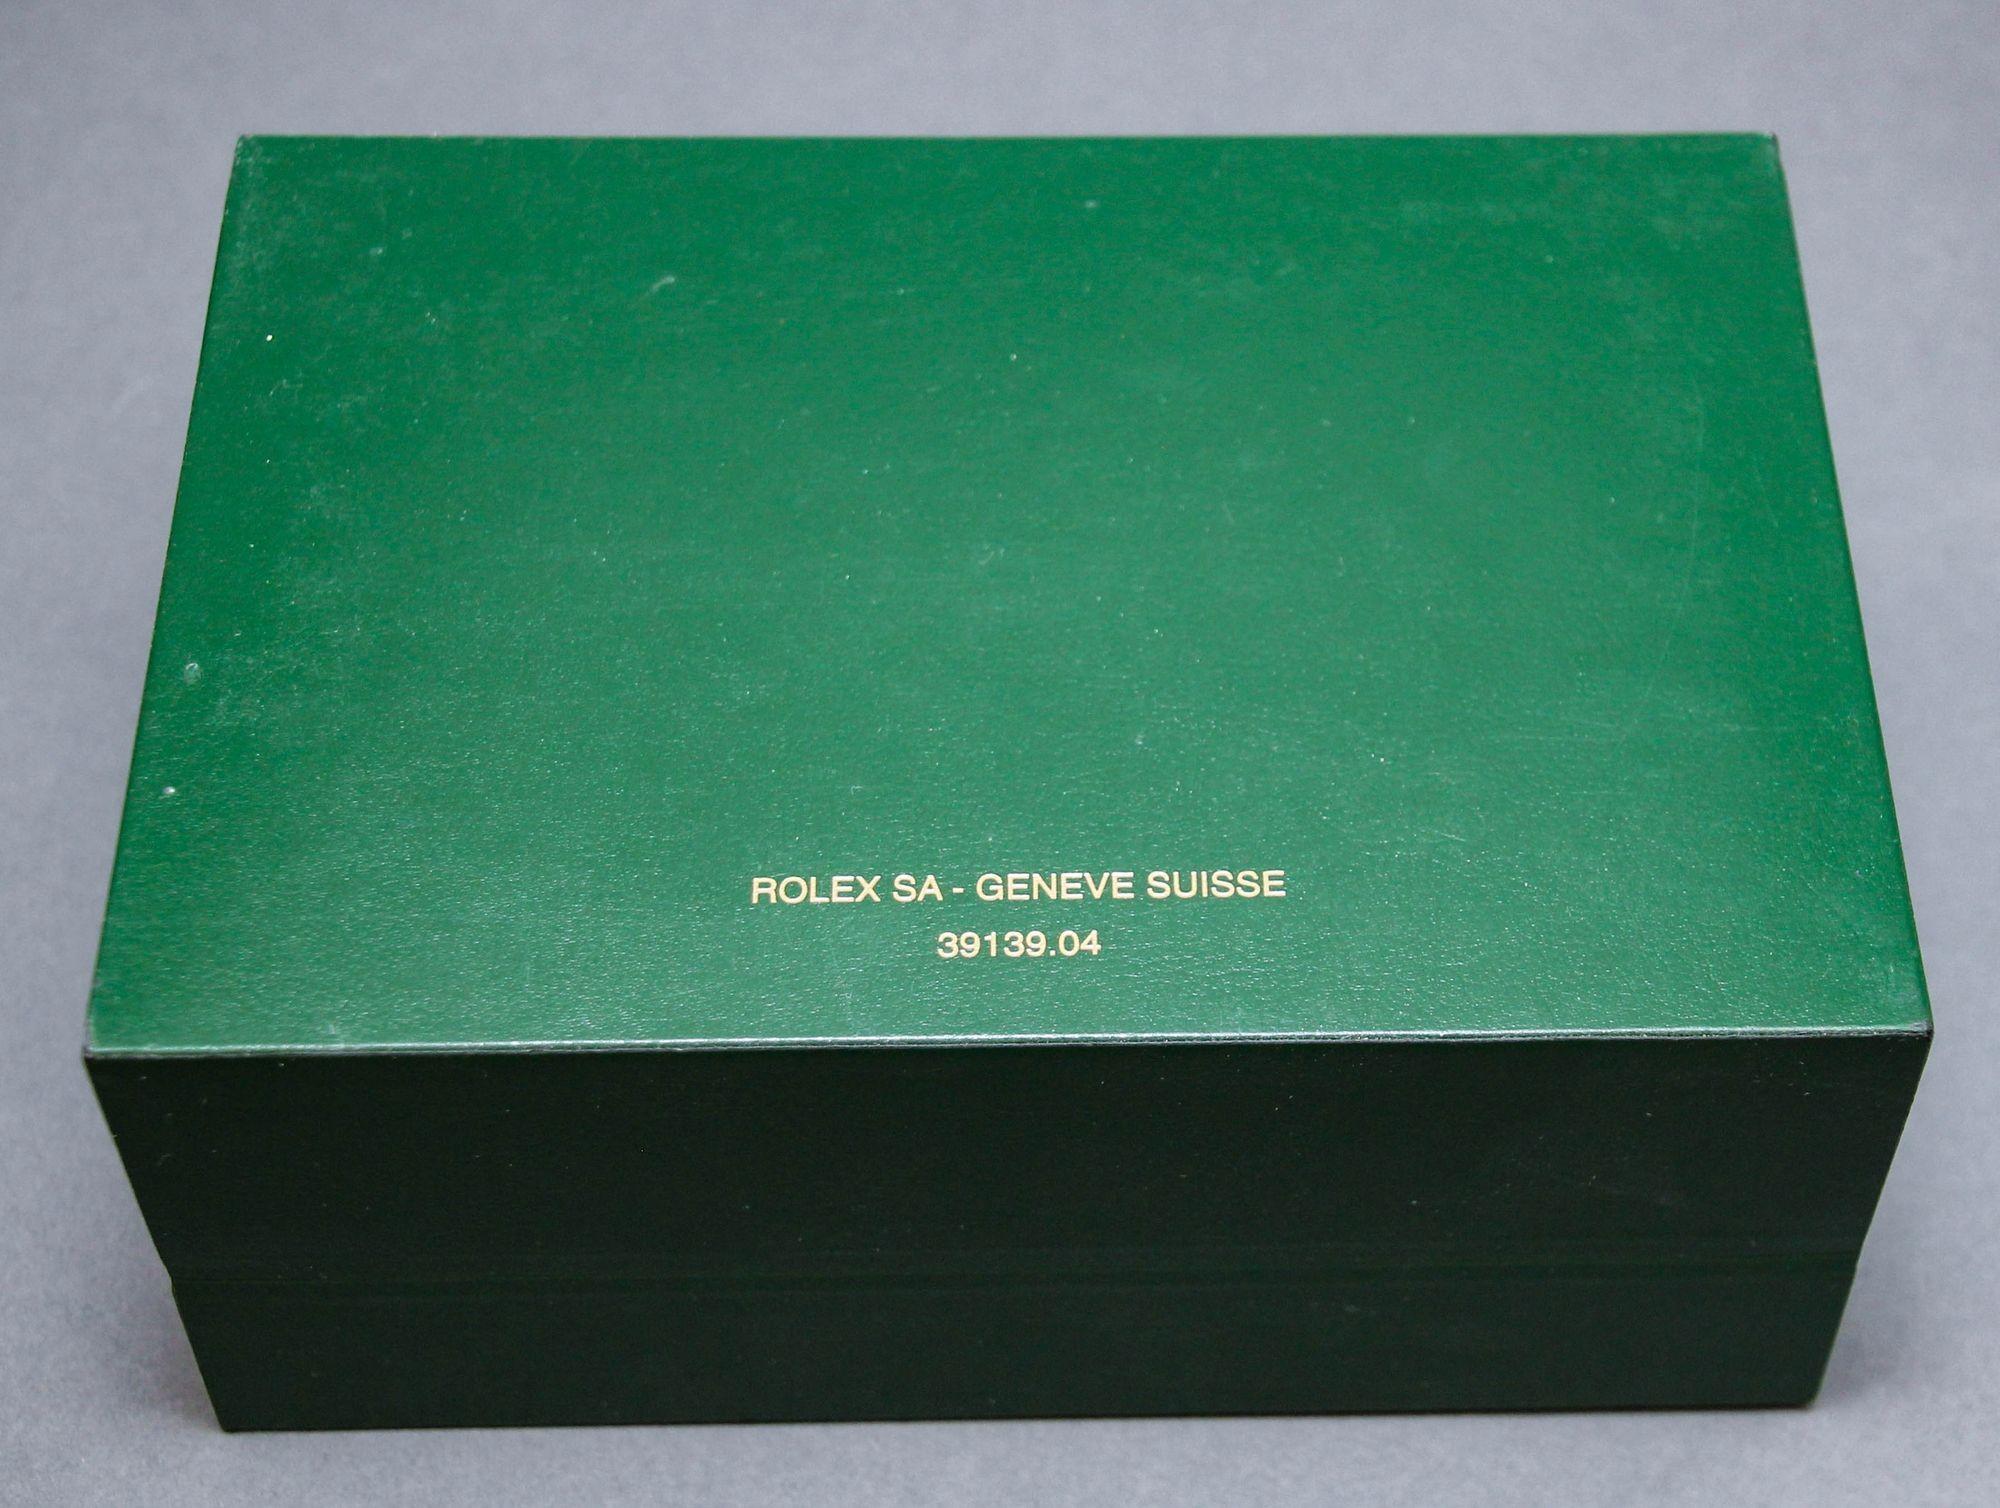 ROLEX SA - GENEVE SUISSE
39139.04